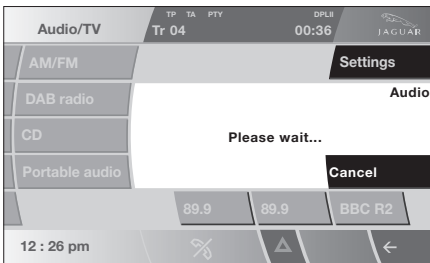 Audio/TV
TP TA PTY
DPLII
Tr 04
00:36
JAGUAR
AM/FM
Settings
DAB radio
Audio
CD
Please wait...
Portable audio
Cancel
89.9
89.9
BBC R2
12 : 26 pm